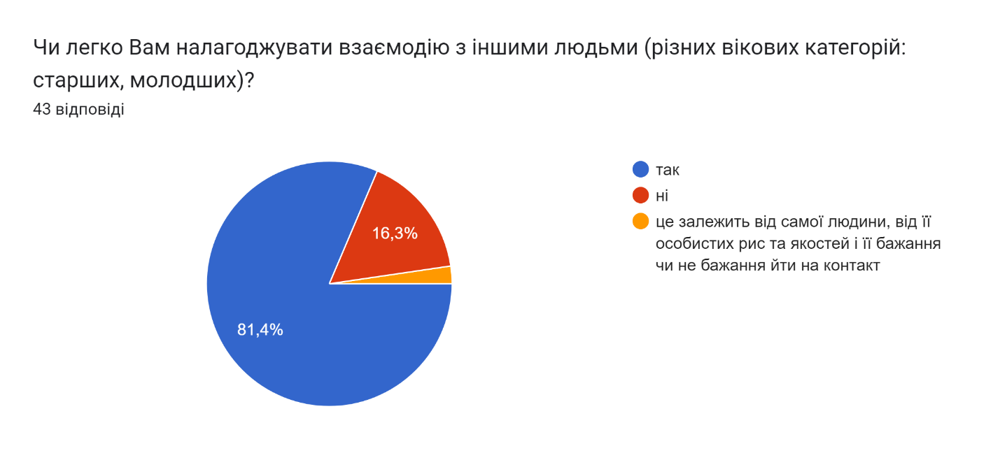 Чи легко Вам налагоджувати взаємодію з іншими людьми (різних вікових категорій:
старших, молодших)?
43 відповіді
так
ні
це залежить від самої людини, від її
особистих рис та якостей і її бажання
чи не бажання йти на контакт
16,3%
81,4%